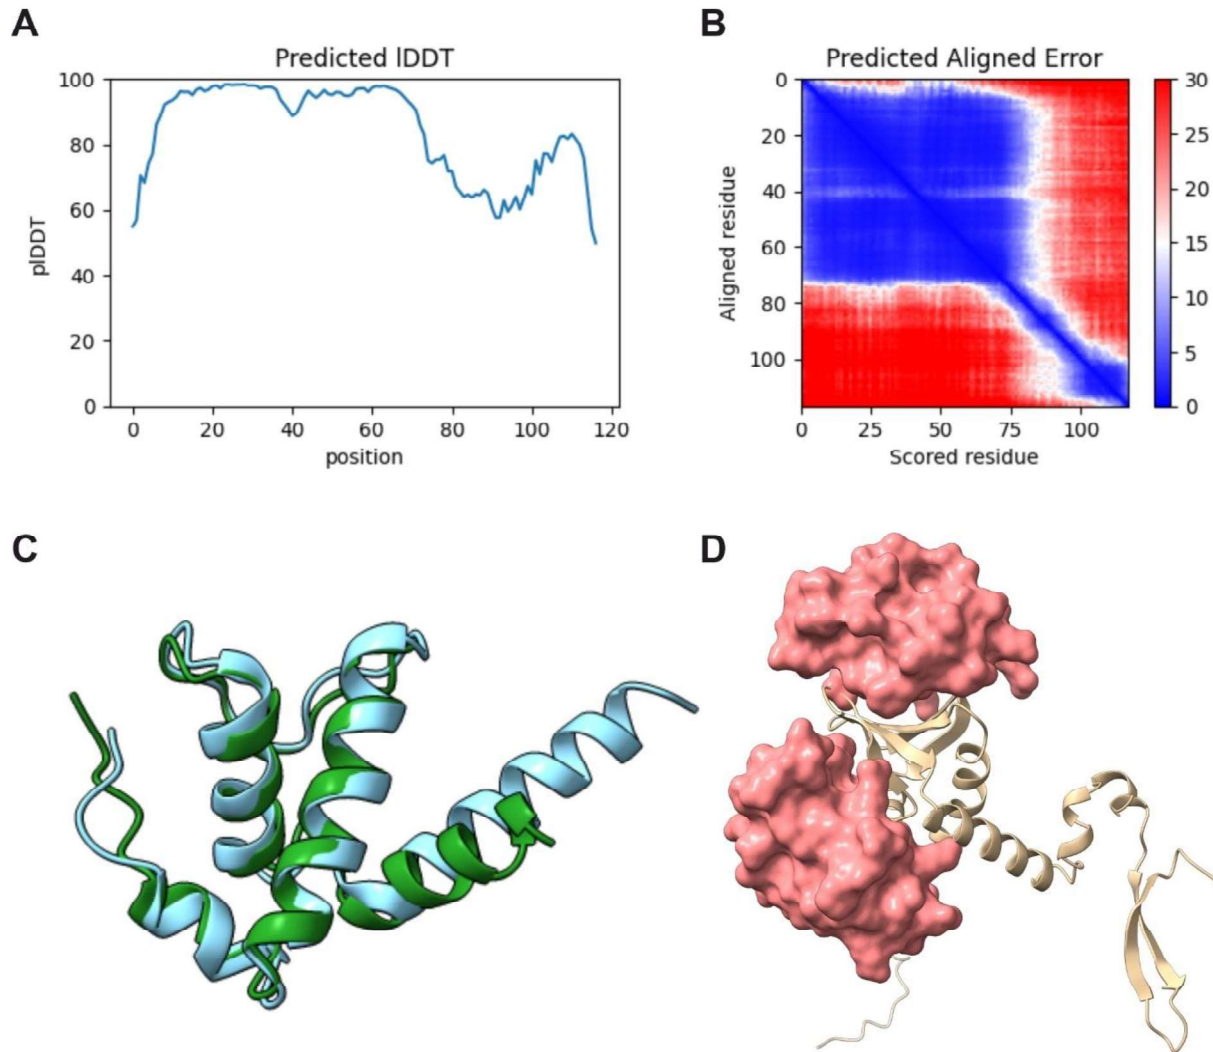 A
B
Predicted lDDT
100
80
60
40
20
0
plDDT
0 20 40 60 80 100 120
position
Predicted Aligned Error
0
20
40
60
80
100
Aligned residue
0 25 50 75 100
Scored residue
30
25
20
15
10
5
0
C
D